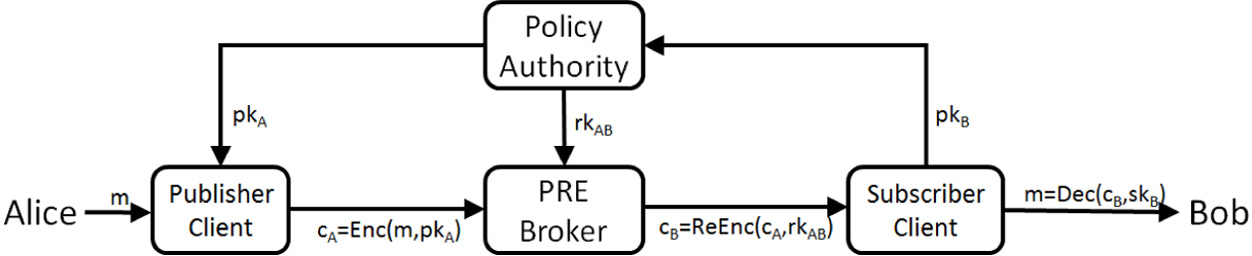 Policy
Authority
pk_A
rk_AB
pk_B
Alice
m
Publisher
Client
c_A=Enc(m,pk_A)
PRE
Broker
c_B=ReEnc(c_A,rk_AB)
Subscriber
Client
m=Dec(c_B,sk_B)
Bob